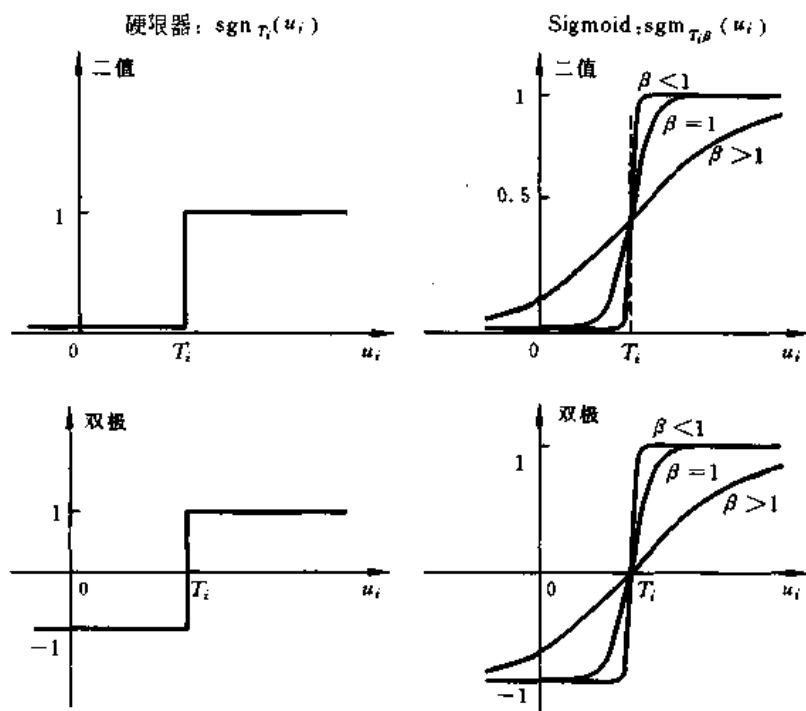 硬限器：sgn T_i (u_i)
二值
1
0
T_i
u_i
Sigmoid:sgm T_iβ (u_i)
二值
1
β<1
β=1
β>1
0.5
0
T_i
u_i
双极
1
0
T_i
u_i
-1
双极
1
β<1
β=1
β>1
0
T_i
u_i
-1